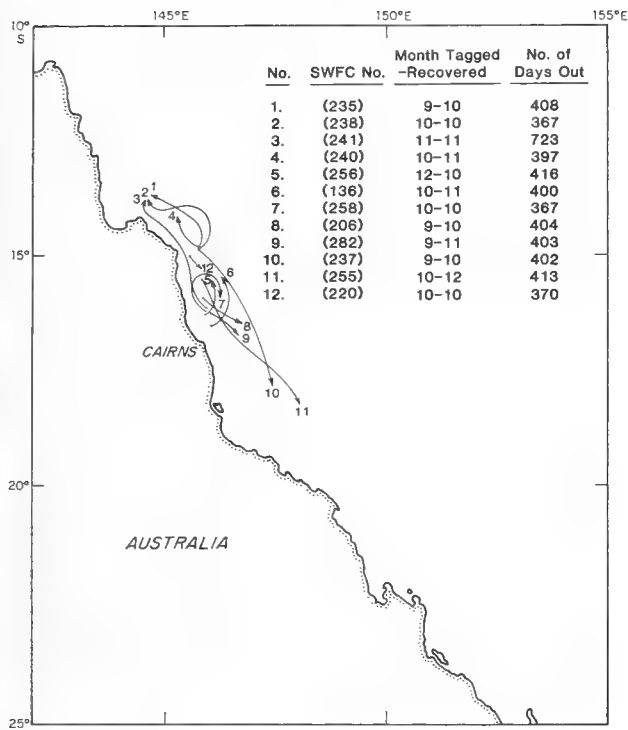 145°E 150°E 155°E
10°
S
Month Tagged No. of
No. SWFC No. -Recovered Days Out
1. (235) 9-10 408
2. (238) 10-10 367
3. (241) 11-11 723
4. (240) 10-11 397
5. (256) 12-10 416
6. (136) 10-11 400
7. (258) 10-10 367
8. (206) 9-10 404
9. (282) 9-11 403
10. (237) 9-10 402
11. (255) 10-12 413
12. (220) 10-10 370
2 1
3
4
15°
12
6
5
7
8
CAIRNS 9
10
11
20°
AUSTRALIA
25°